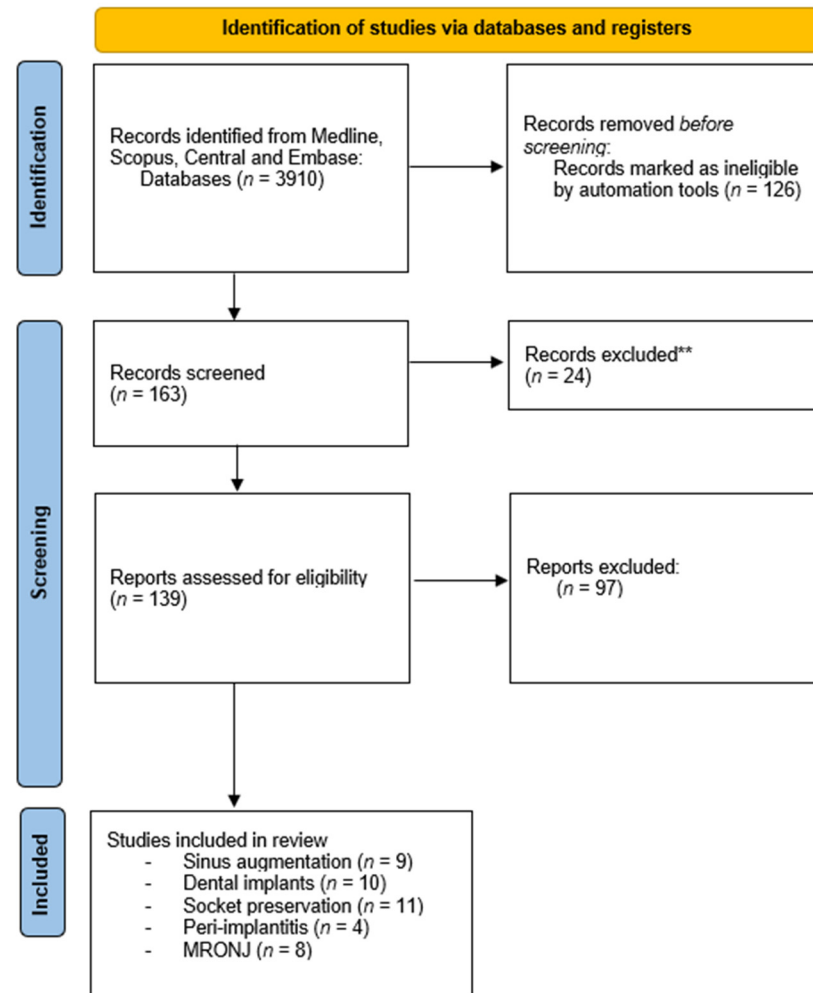 Identification of studies via databases and registers
Identification
Records identified from Medline,
Scopus, Central and Embase:
Databases (n = 3910)
Records removed before
screening:
Records marked as ineligible
by automation tools (n = 126)
Screening
Records screened
(n = 163)
Records excluded**
(n = 24)
Reports assessed for eligibility
(n = 139)
Reports excluded:
(n = 97)
Included
Studies included in review
- Sinus augmentation (n = 9)
- Dental implants (n = 10)
- Socket preservation (n = 11)
- Peri-implantitis (n = 4)
- MRONJ (n = 8)